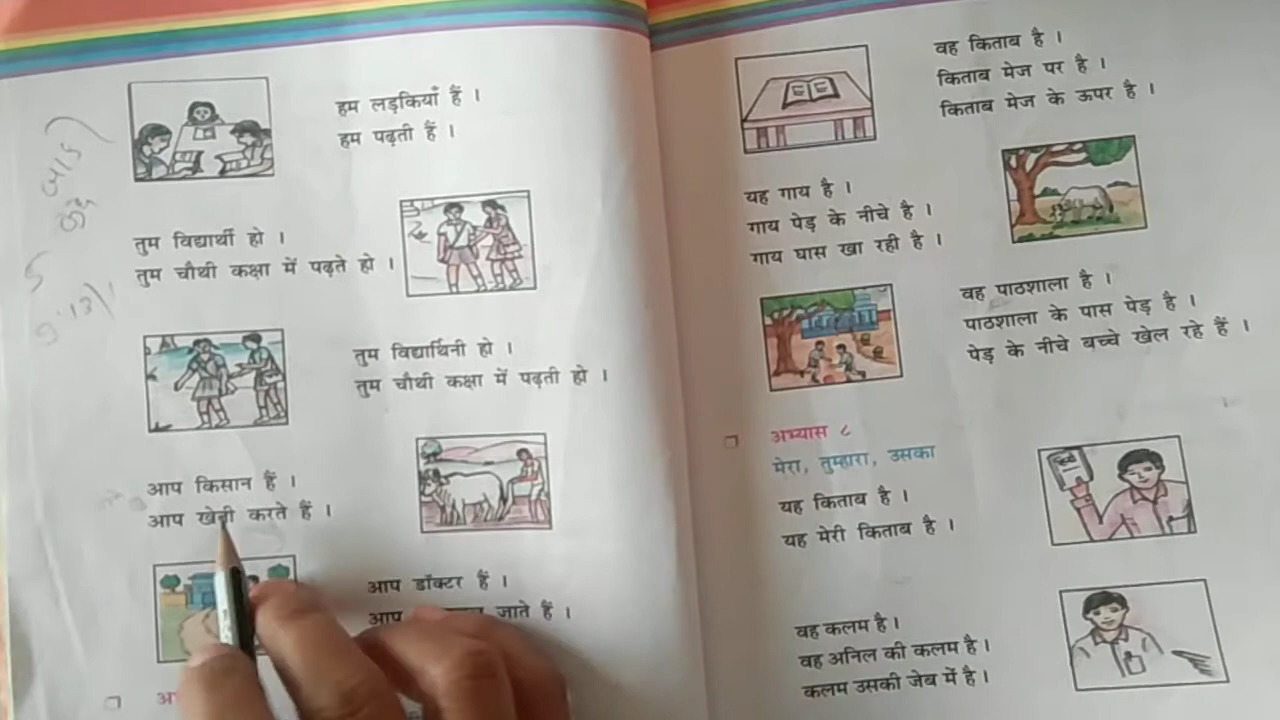 हम लड़कियाँ हैं ।
हम पढ़ती हैं ।
तुम विद्यार्थी हो ।
तुम चौथी कक्षा में पढ़ते हो ।
तुम विद्यार्थिनी हो ।
तुम चौथी कक्षा में पढ़ती हो ।
आप किसान हैं ।
आप खेती करते हैं ।
आप डॉक्टर हैं ।
आप जाते हैं ।
वह किताब है ।
किताब मेज पर है ।
किताब मेज के ऊपर है ।
यह गाय है ।
गाय पेड़ के नीचे है ।
गाय घास खा रही है ।
वह पाठशाला है ।
पाठशाला के पास पेड़ है ।
पेड़ के नीचे बच्चे खेल रहे हैं ।
अभ्यास ८
मेरा, तुम्हारा, उसका
यह किताब है ।
यह मेरी किताब है ।
वह कलम है ।
वह अनिल की कलम है ।
कलम उसकी जेब में है ।